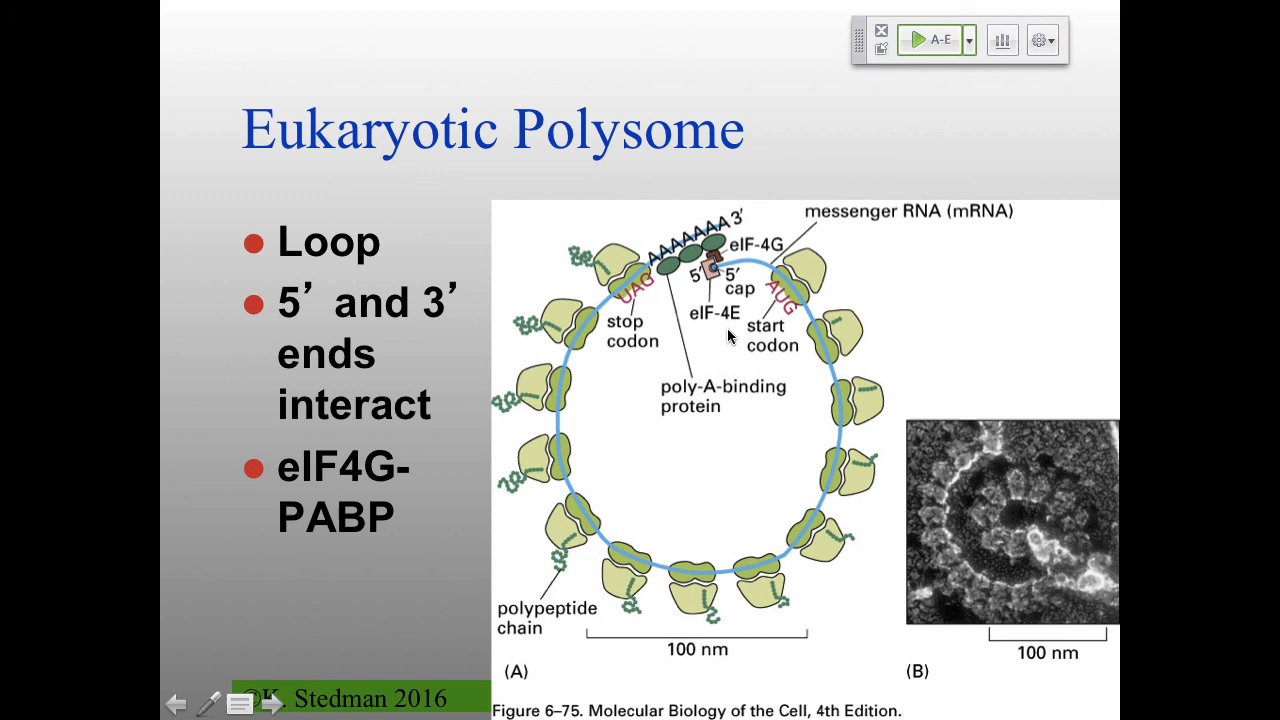 A-E
Eukaryotic Polysome
Loop
5’ and 3’
ends
interact
eIF4G-
PABP
messenger RNA (mRNA)
AAAAAAA 3’
eIF-4G
5’
5’
cap
UAG
AUG
eIF-4E
stop
codon
start
codon
poly-A-binding
protein
polypeptide
chain
100 nm
100 nm
(A)
(B)
©K. Stedman 2016
Figure 6–75. Molecular Biology of the Cell, 4th Edition.